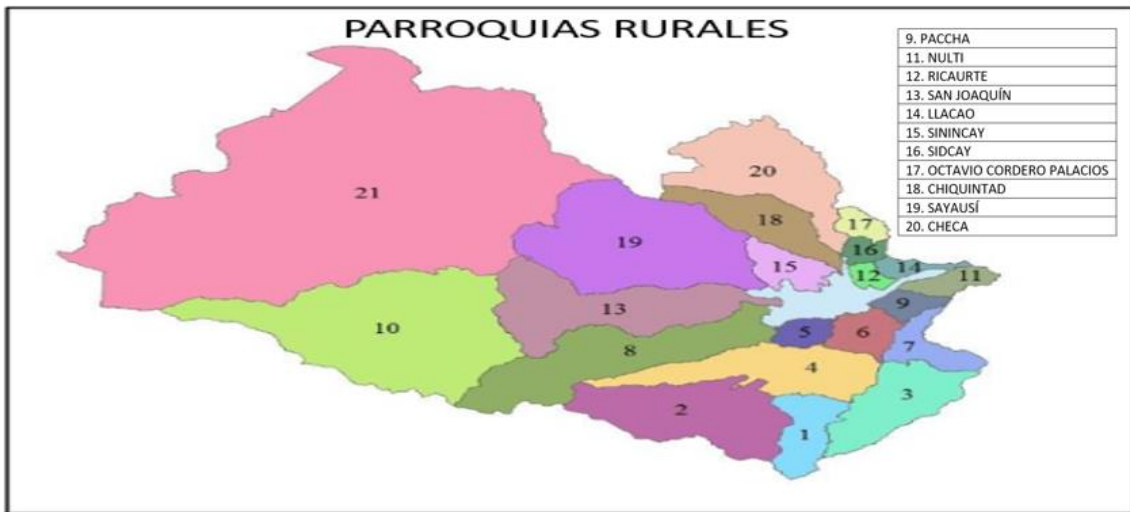 PARROQUIAS RURALES
9. PACCHA
11. NULTI
12. RICAURTE
13. SAN JOAQUÍN
14. LLACAO
15. SININCAY
16. SIDCAY
17. OCTAVIO CORDERO PALACIOS
18. CHIQUINTAD
19. SAYAUSÍ
20. CHECA
20
21
18
17
19
16
15
14
12
11
9
13
10
5
6
8
7
4
3
2
1